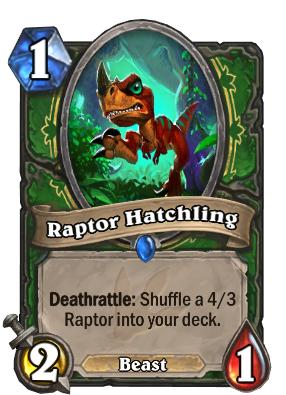 1
Raptor Hatchling
Deathrattle: Shuffle a 4/3
Raptor into your deck.
2
Beast
1